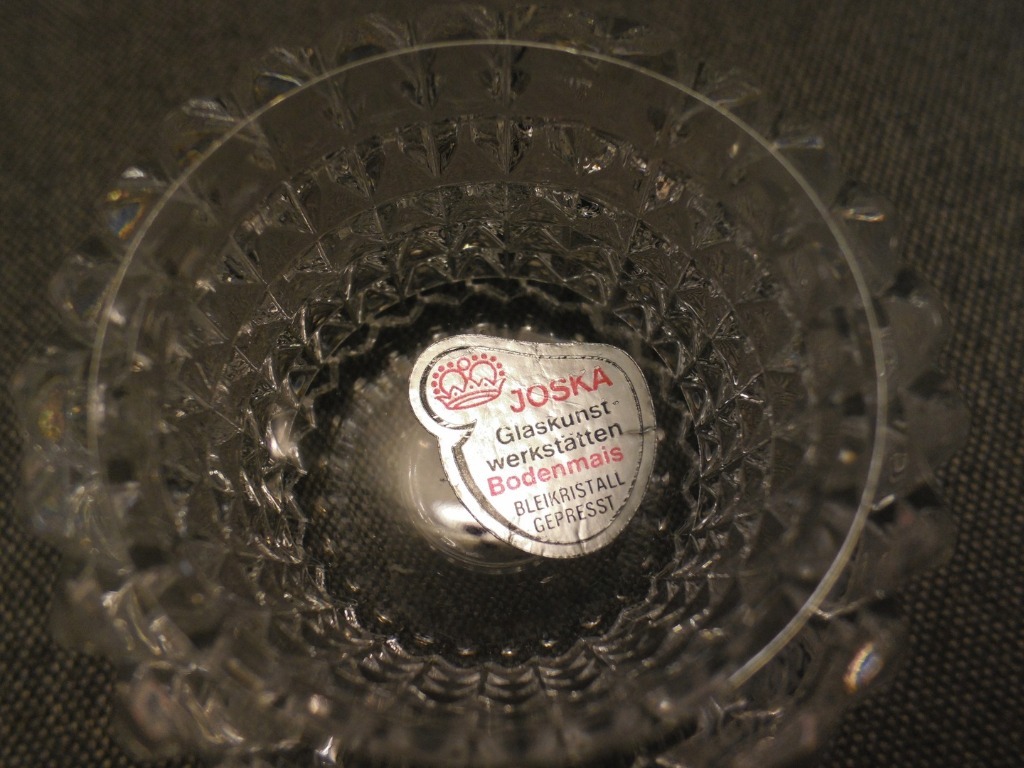 JOSKA
Glaskunst-
werkstätten
Bodenmais
BLEIKRISTALL
GEPRESST